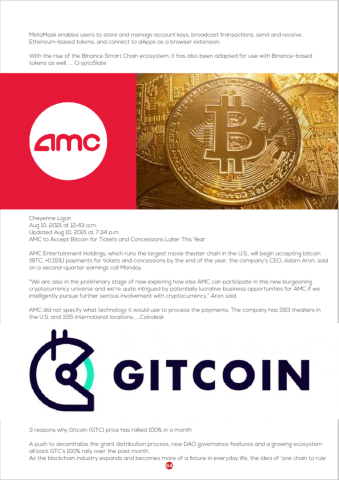 MetaMask enables users to store and manage account keys, broadcast transactions, send and receive
Ethereum-based tokens, and connect to dApps as a browser extension.
With the rise of the Binance Smart Chain ecosystem, it has also been adapted for use with Binance-based
tokens as well. ... CryptoSlate
amc
Cheyenne Ligon
Aug 10, 2021 at 12:43 a.m.
Updated Aug 10, 2021 at 7:34 p.m.
AMC to Accept Bitcoin for Tickets and Concessions Later This Year
AMC Entertainment Holdings, which runs the largest movie theater chain in the U.S., will begin accepting bitcoin
(BTC, +0.15%) payments for tickets and concessions by the end of the year, the company's CEO, Adam Aron, said
on a second-quarter earnings call Monday.
"We are also in the preliminary stage of now exploring how else AMC can participate in this new burgeoning
cryptocurrency universe and we're quite intrigued by potentially lucrative business opportunities for AMC if we
intelligently pursue further serious involvement with cryptocurrency," Aron said.
AMC did not specify what technology it would use to process the payments. The company has 593 theaters in
the U.S. and 335 international locations. ...Coindesk
GITCOIN
3 reasons why Gitcoin (GTC) price has rallied 100% in a month
A push to decentralize the grant distribution process, new DAO governance features and a growing ecosystem
all back GTC's 100% rally over the past month.
As the blockchain industry expands and becomes more of a fixture in everyday life, the idea of 'one chain to rule